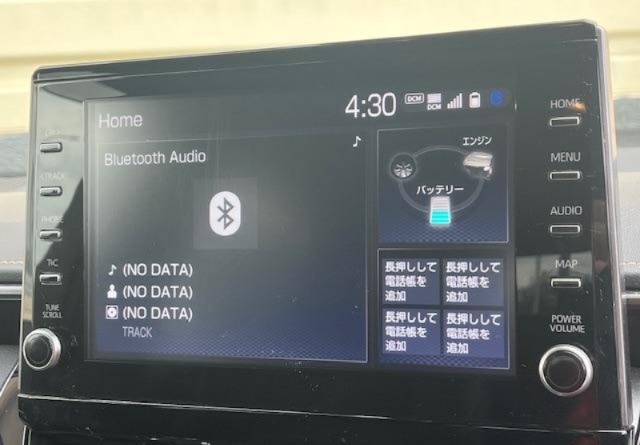 Home
4:30
DCM
DCM
Bluetooth Audio
(NO DATA)
(NO DATA)
(NO DATA)
TRACK
エンジン
バッテリー
長押しして
電話帳を
追加
長押しして
電話帳を
追加
長押しして
電話帳を
追加
長押しして
電話帳を
追加
TRACK
PHONE
TUNE
SCROLL
HOME
MENU
AUDIO
MAP
POWER
VOLUME